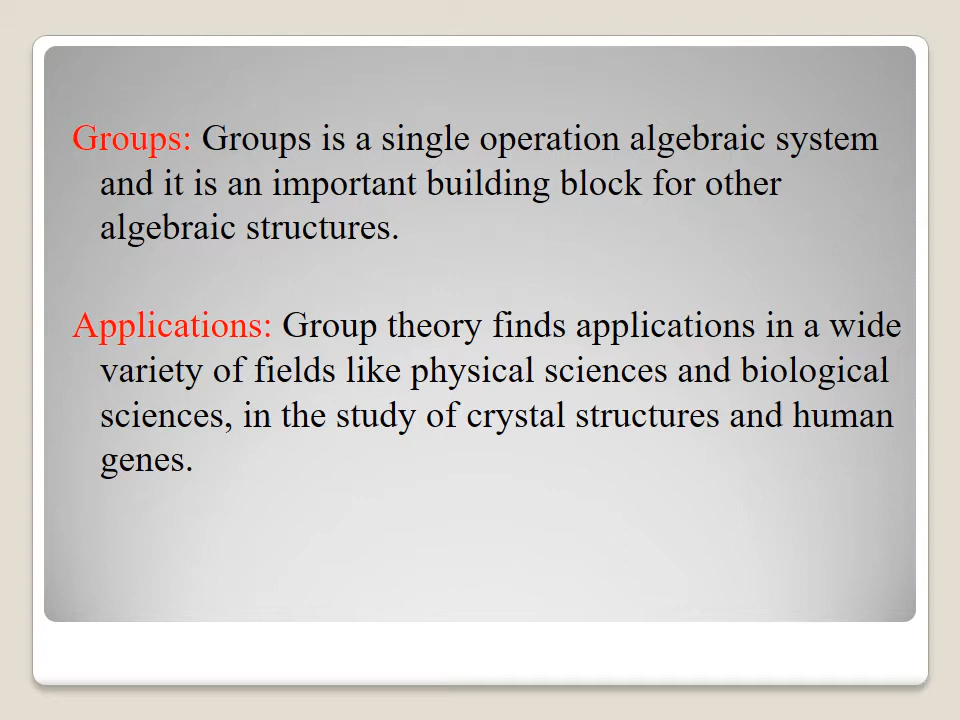 Groups: Groups is a single operation algebraic system
and it is an important building block for other
algebraic structures.
Applications: Group theory finds applications in a wide
variety of fields like physical sciences and biological
sciences, in the study of crystal structures and human
genes.